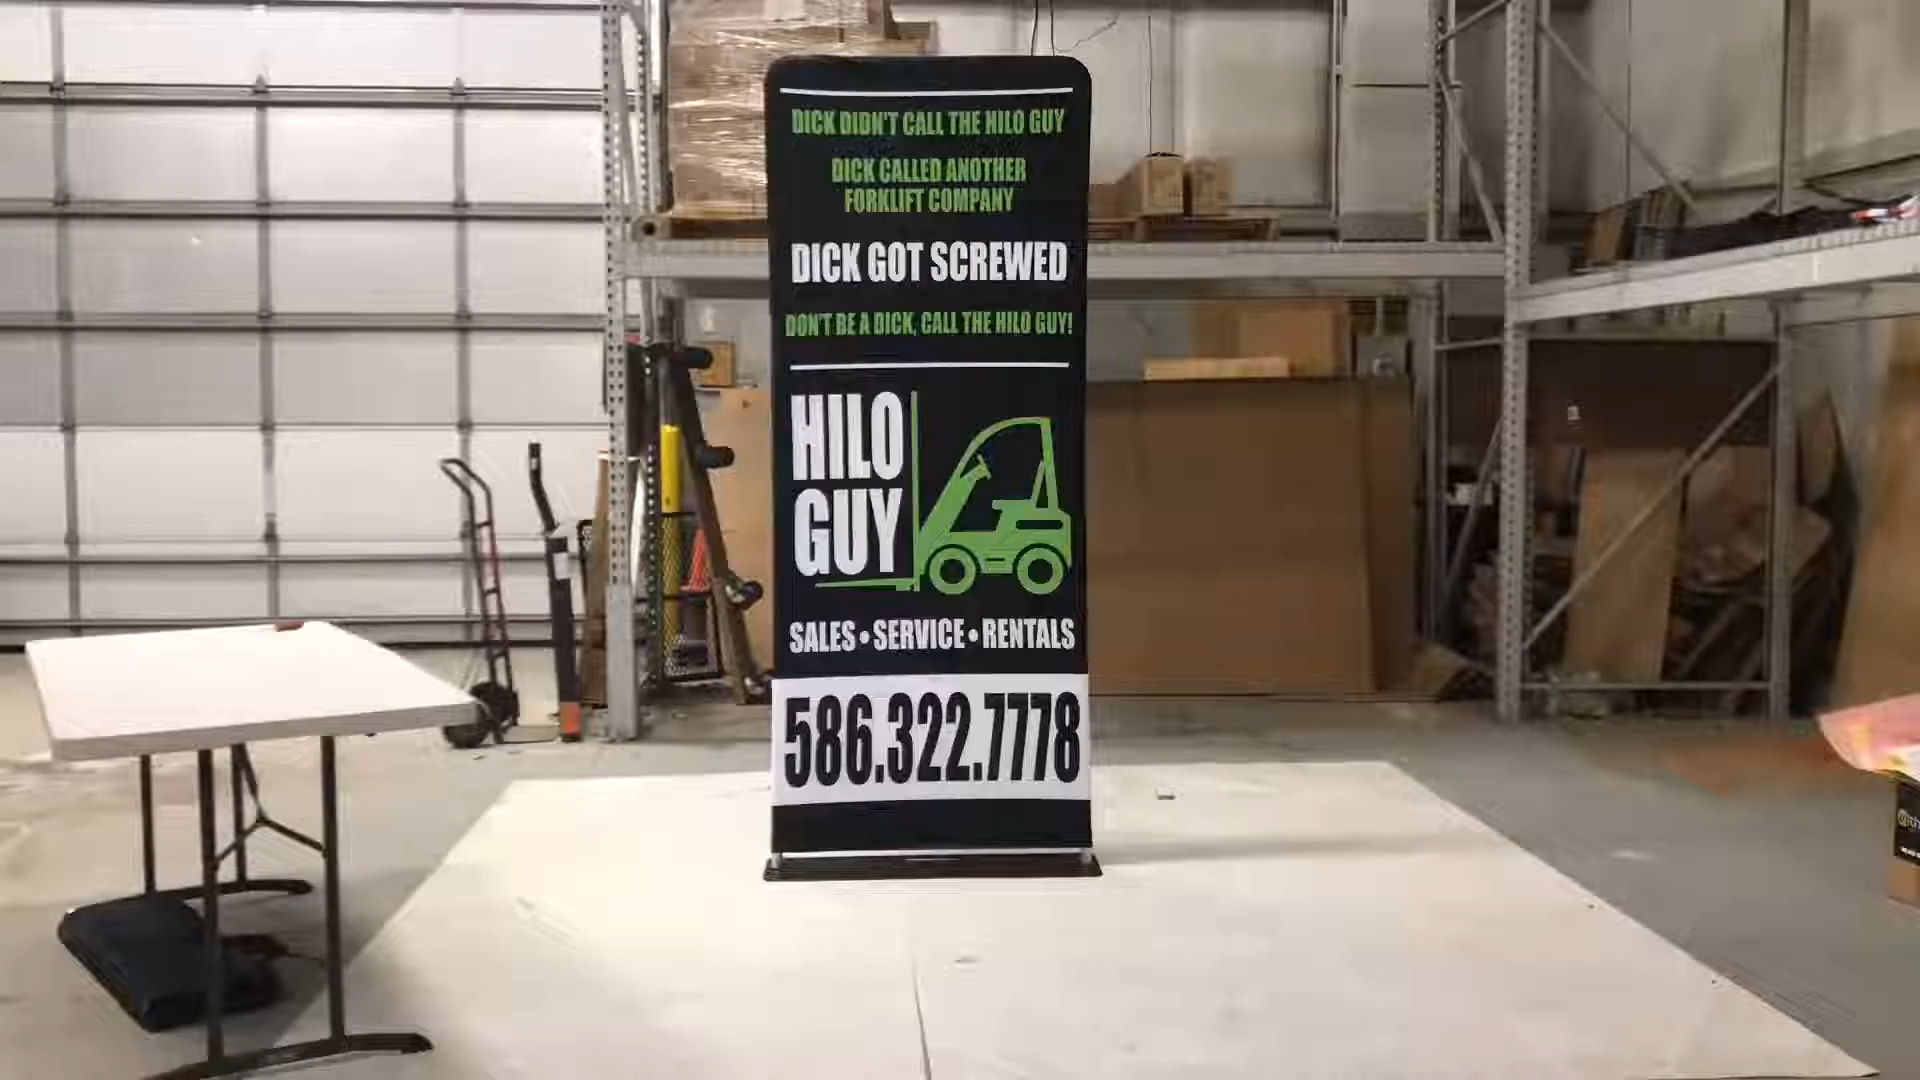 DICK DIDN'T CALL THE HILO GUY
DICK CALLED ANOTHER
FORKLIFT COMPANY
DICK GOT SCREWED
DON'T BE A DICK, CALL THE HILO GUY!
HILO
GUY
SALES • SERVICE • RENTALS
586.322.7778